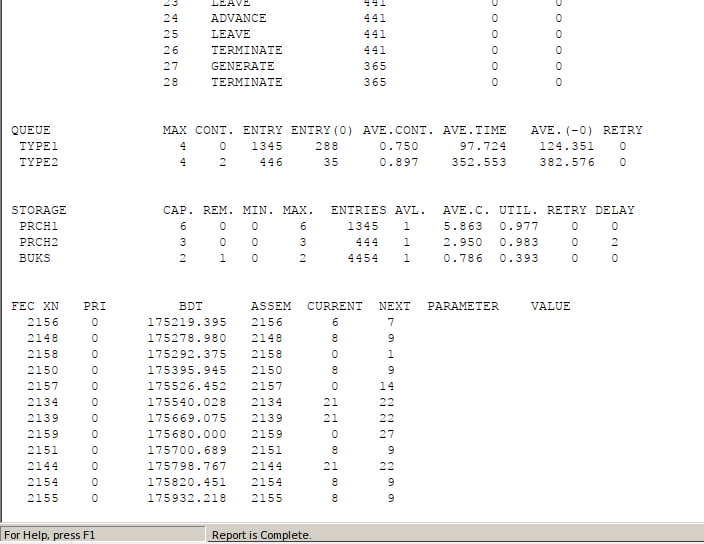 23 LEAVE 441 0 0
24 ADVANCE 441 0 0
25 LEAVE 441 0 0
26 TERMINATE 441 0 0
27 GENERATE 365 0 0
28 TERMINATE 365 0 0
QUEUE MAX CONT. ENTRY ENTRY(0) AVE.CONT. AVE.TIME AVE.(-0) RETRY
TYPE1 4 0 1345 288 0.750 97.724 124.351 0
TYPE2 4 2 446 35 0.897 352.553 382.576 0
STORAGE CAP. REM. MIN. MAX. ENTRIES AVL. AVE.C. UTIL. RETRY DELAY
PRCH1 6 0 0 6 1345 1 5.863 0.977 0 0
PRCH2 3 0 0 3 444 1 2.950 0.983 0 2
BUKS 2 1 0 2 4454 1 0.786 0.393 0 0
FEC XN PRI BDT ASSEM CURRENT NEXT PARAMETER VALUE
2156 0 175219.395 2156 6 7
2148 0 175278.980 2148 8 9
2158 0 175292.375 2158 0 1
2150 0 175395.945 2150 8 9
2157 0 175526.452 2157 0 14
2134 0 175540.028 2134 21 22
2139 0 175669.075 2139 21 22
2159 0 175680.000 2159 0 27
2151 0 175700.689 2151 8 9
2144 0 175798.767 2144 21 22
2154 0 175820.451 2154 8 9
2155 0 175932.218 2155 8 9
For Help, press F1 Report is Complete.